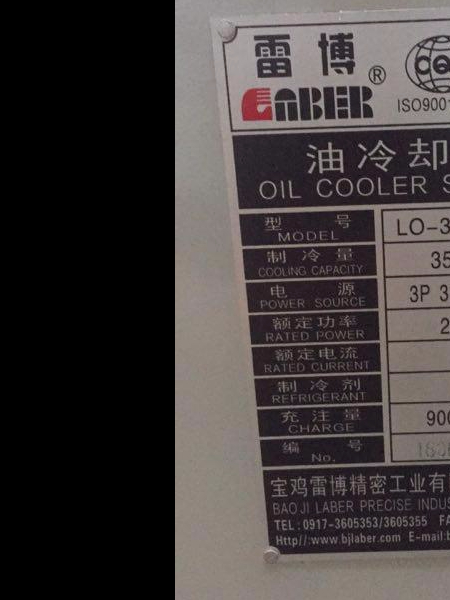 雷博®
LABER ISO900
油冷却
OIL COOLER S
型号 LO-3
MODEL
制冷量 35
COOLING CAPACITY
电源 3P 3
POWER SOURCE
额定功率 2
RATED POWER
额定电流
RATED CURRENT
制冷剂
REFRIGERANT
充注量 900
CHARGE
编号
No.
宝鸡雷博精密工业有
BAOJI LABER PRECISE INDUS
TEL：0917-3605353/3605355 FA
Http//:www.bjlaber.com E-mail:b